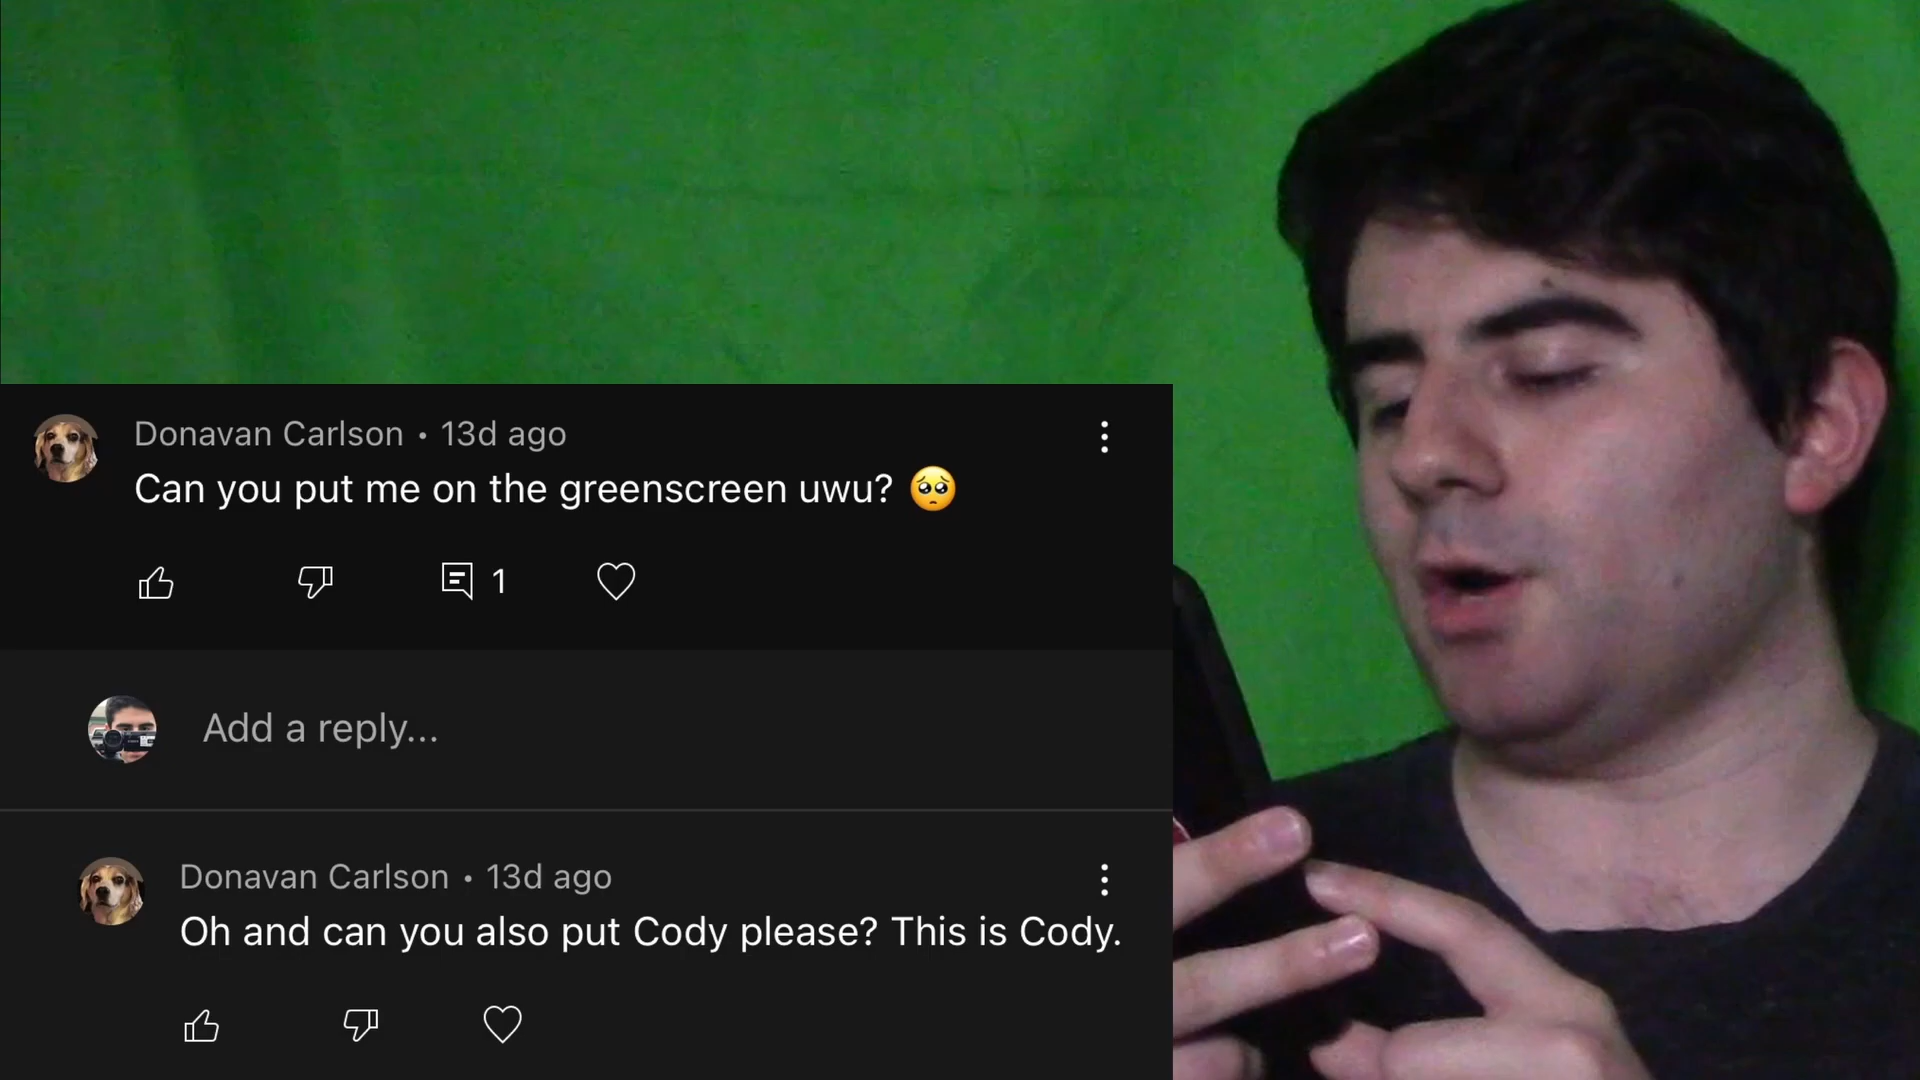 Donavan Carlson • 13d ago
Can you put me on the greenscreen uwu? 🥺
1
Add a reply...
Donavan Carlson • 13d ago
Oh and can you also put Cody please? This is Cody.